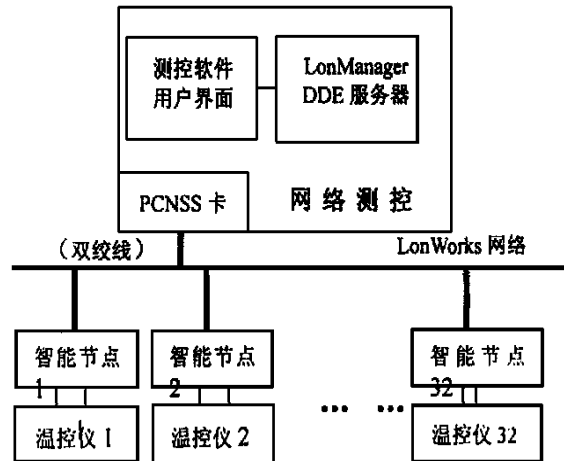 测控软件
用户界面
LonManager
DDE 服务器
PCNSS 卡
网 络 测 控
（双绞线）
LonWorks 网络
智能节点
1
智能节点
2
智能节点
32
… …
温控仪 1
温控仪 2
温控仪 32